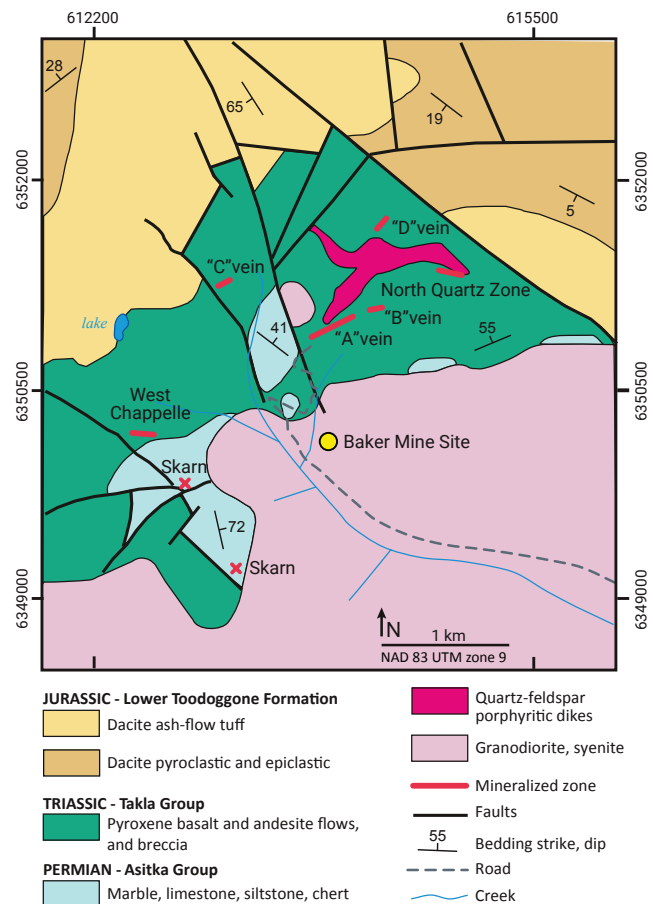 612200
615500
28
65
19
6352000
6352000
5
"D"vein
"C"vein
North Quartz Zone
"B"vein
lake
41
"A"vein
55
6350500
6350500
West
Chappelle
Baker Mine Site
Skarn
72
Skarn
6349000
6349000
N
1 km
NAD 83 UTM zone 9
JURASSIC - Lower Toodoggone Formation
Dacite ash-flow tuff
Dacite pyroclastic and epiclastic
TRIASSIC - Takla Group
Pyroxene basalt and andesite flows,
and breccia
PERMIAN - Asitka Group
Marble, limestone, siltstone, chert
Quartz-feldspar
porphyritic dikes
Granodiorite, syenite
Mineralized zone
Faults
55
Bedding strike, dip
Road
Creek